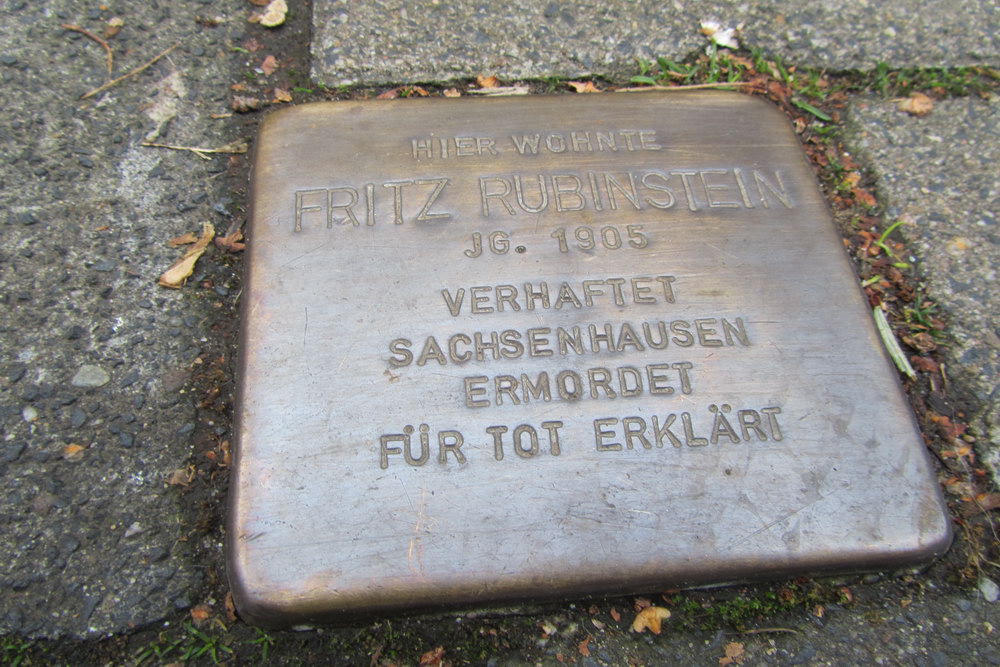 HIER WOHNTE
FRITZ RUBINSTEIN
JG. 1905
VERHAFTET
SACHSENHAUSEN
ERMORDET
FÜR TOT ERKLÄRT